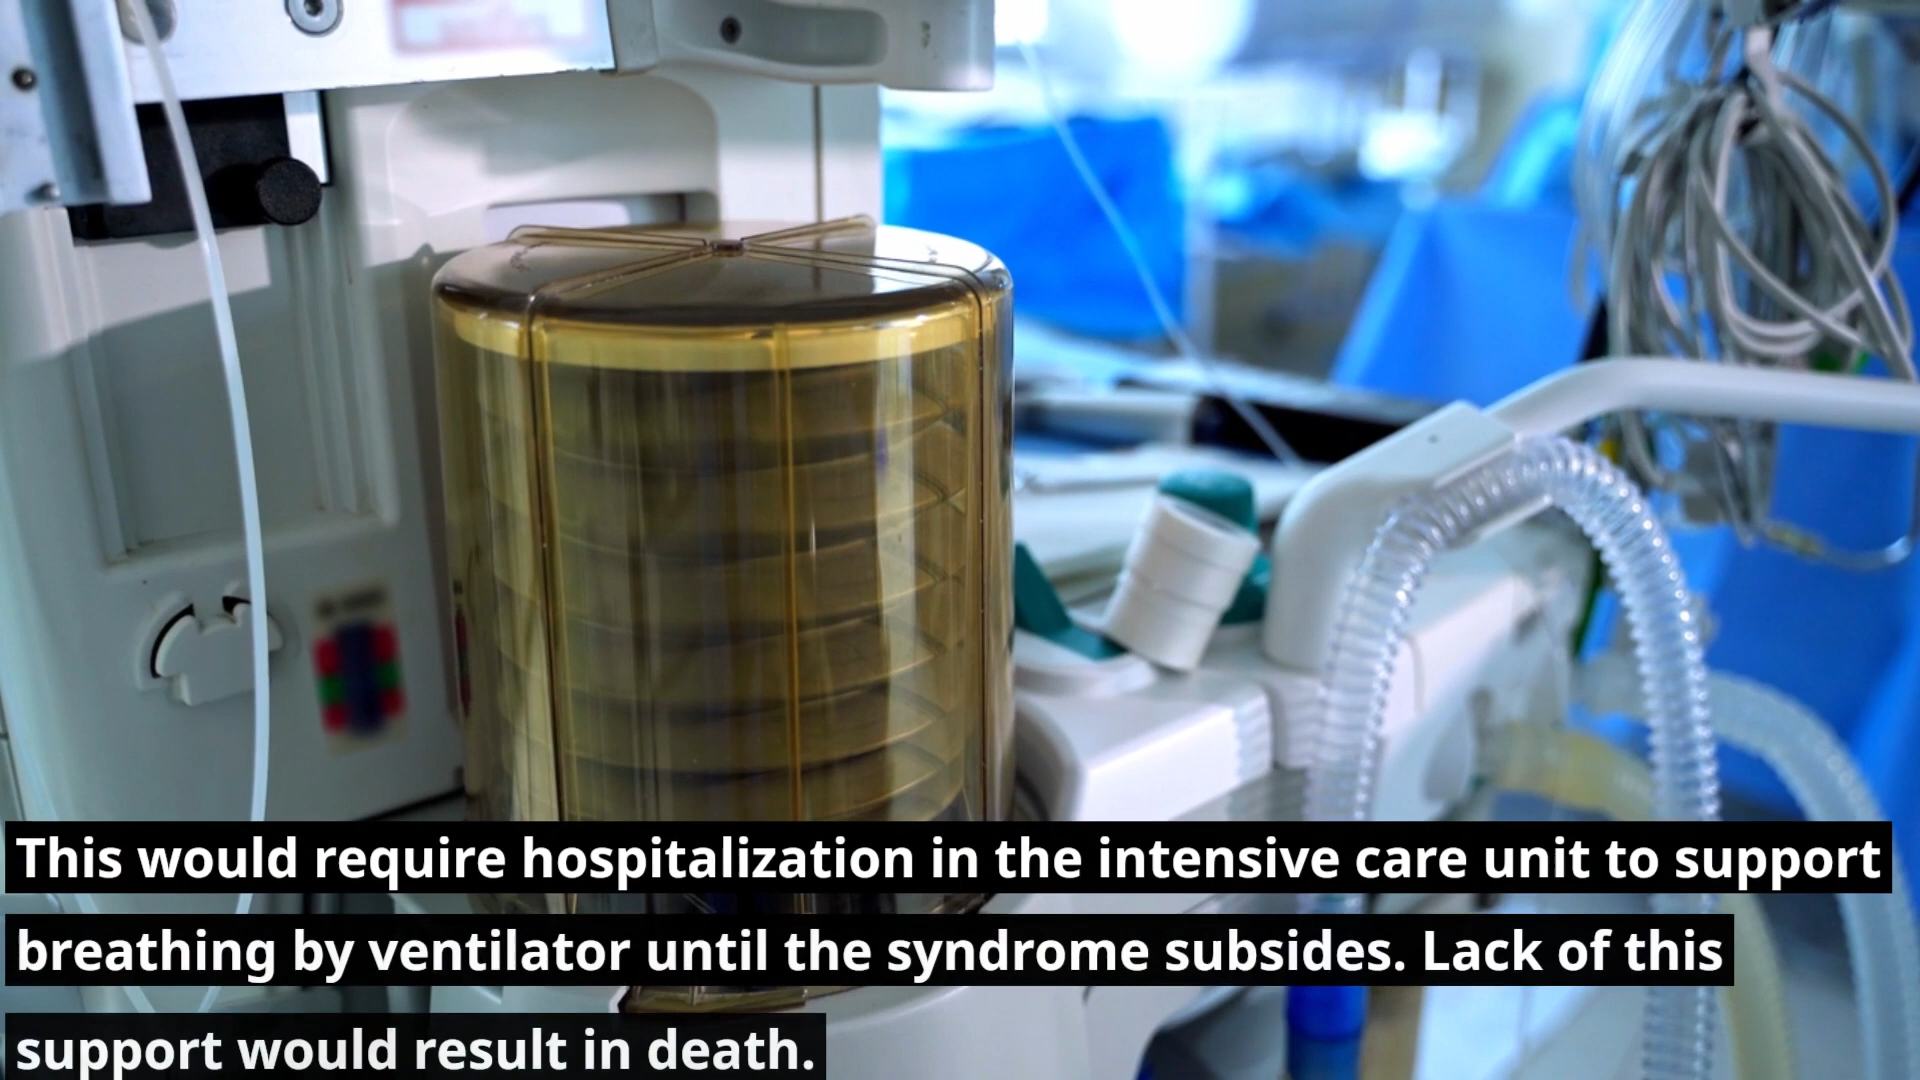 This would require hospitalization in the intensive care unit to support
breathing by ventilator until the syndrome subsides. Lack of this
support would result in death.